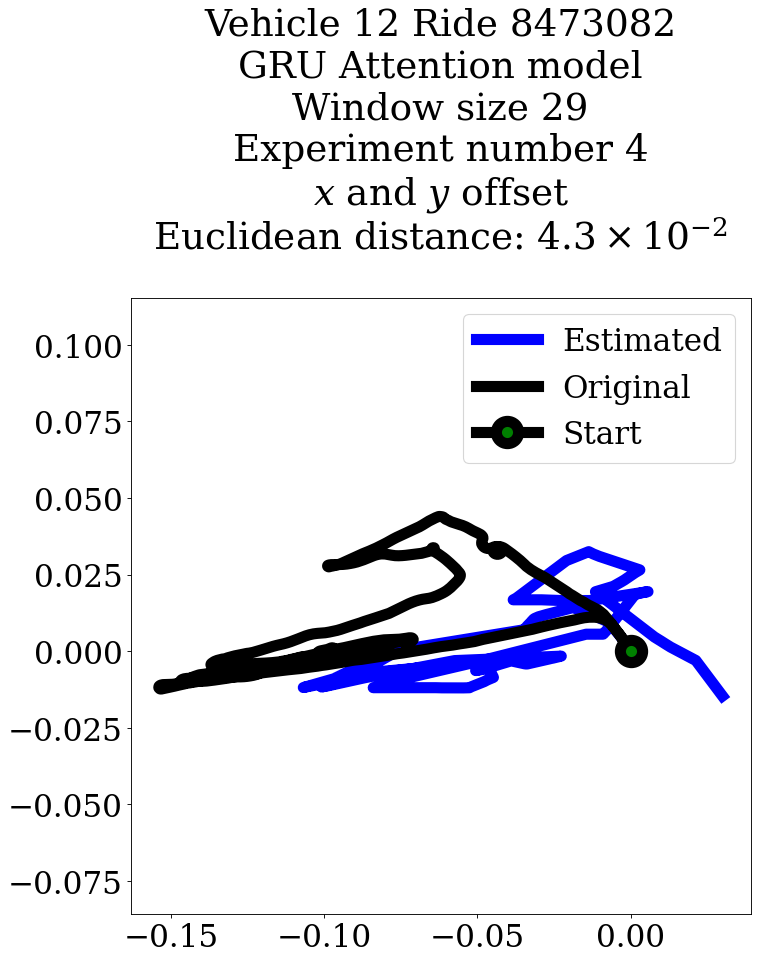 Vehicle 12 Ride 8473082
GRU Attention model
Window size 29
Experiment number 4
x and y offset
Euclidean distance: 4.3 × 10⁻²
Estimated
Original
Start
0.100
0.075
0.050
0.025
0.000
−0.025
−0.050
−0.075
−0.15 −0.10 −0.05 0.00